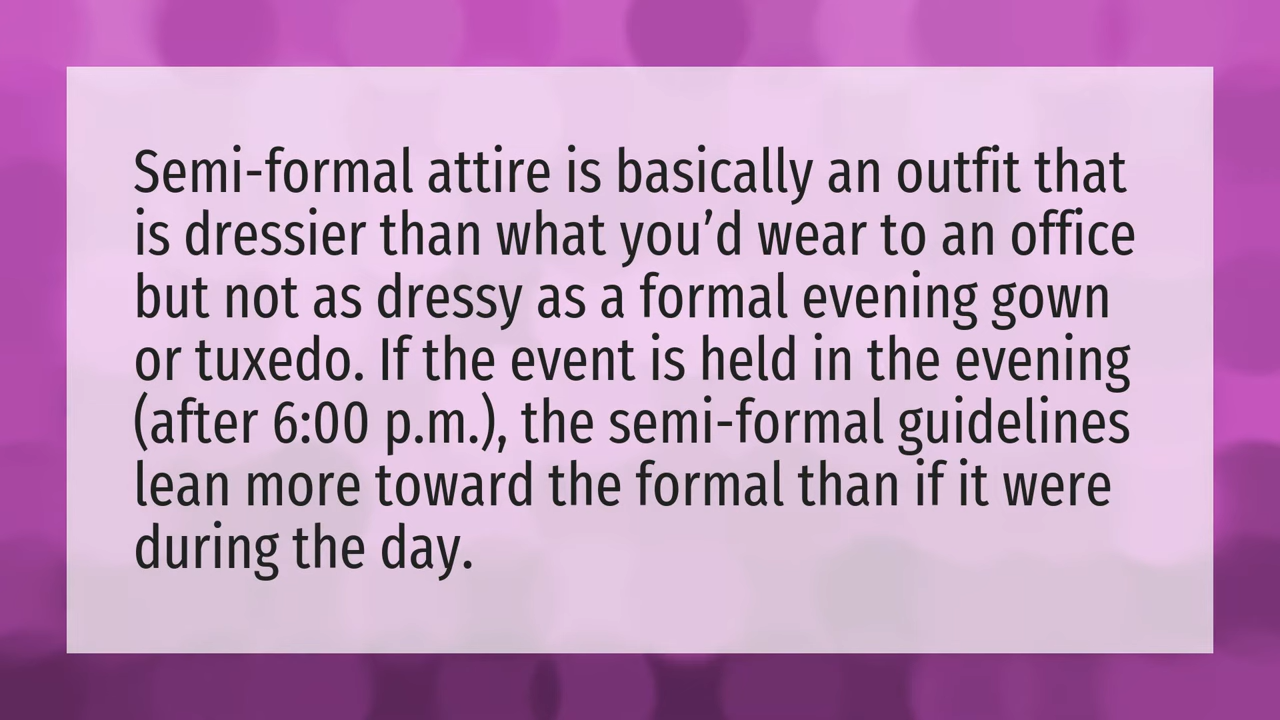 Semi-formal attire is basically an outfit that
is dressier than what you’d wear to an office
but not as dressy as a formal evening gown
or tuxedo. If the event is held in the evening
(after 6:00 p.m.), the semi-formal guidelines
lean more toward the formal than if it were
during the day.